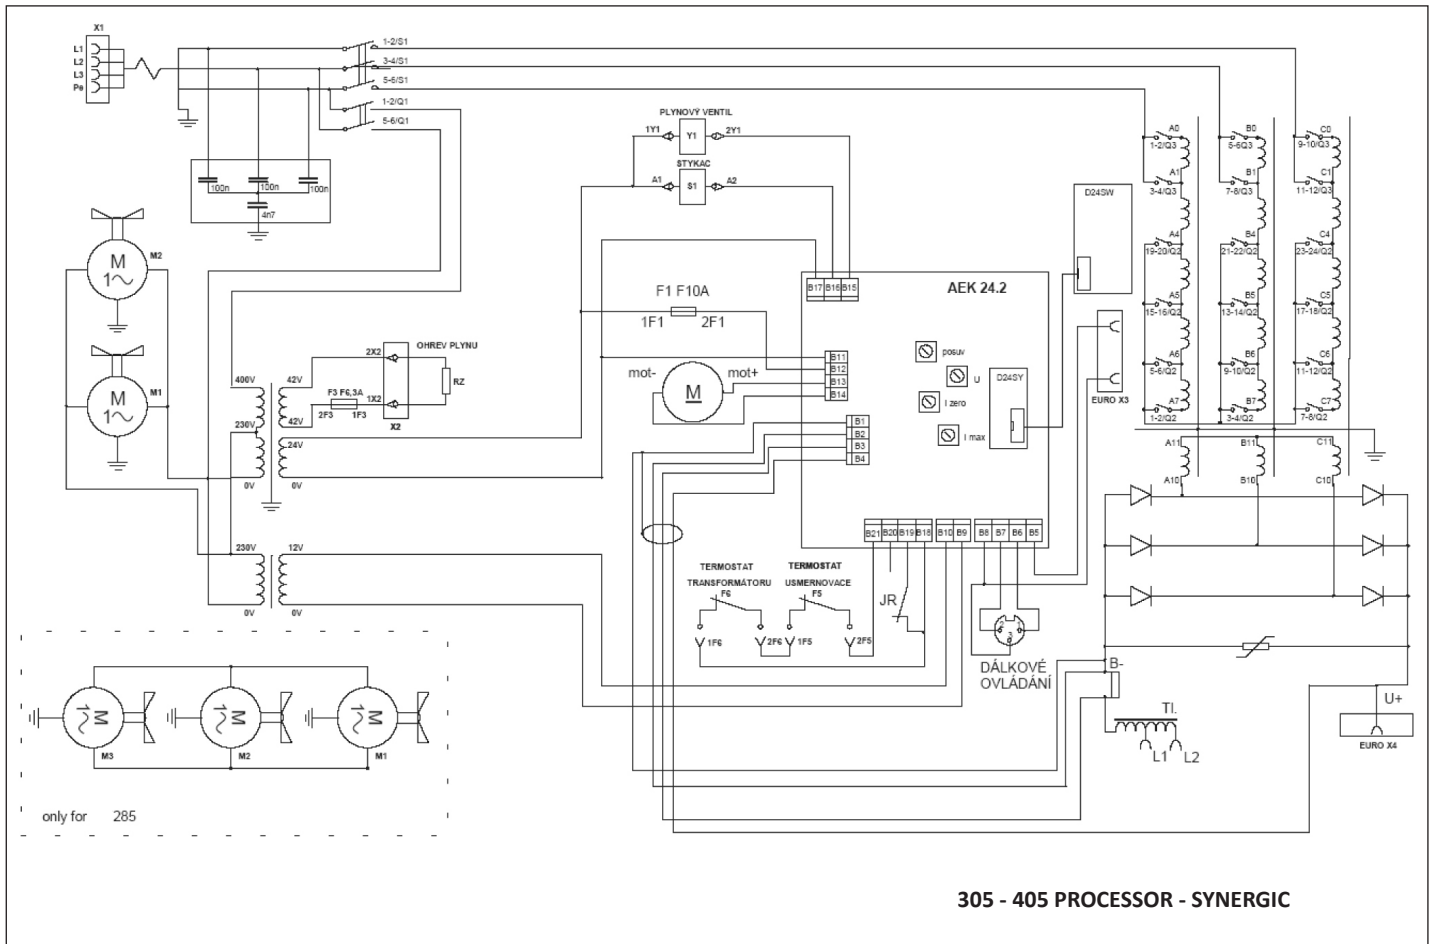 X1
L1
L2
L3
Pe
1-2/S1
3-4/S1
5-6/S1
1-2/Q1
5-6/Q1
100n
100n
100n
4n7
PLYNOVÝ VENTIL
1Y1
Y1
2Y1
STYKAC
A1
S1
A2
M
1
M2
M
1
M1
400V
230V
0V
42V
42V
24V
0V
F3 F6,3A
2F3
1F3
2X2
1X2
X2
OHREV PLYNU
RZ
230V
0V
12V
0V
F1 F10A
1F1
2F1
mot-
M
mot+
B17
B16
B15
AEK 24.2
B11
B12
B13
B14
B1
B2
B3
B4
posuv
U
I zero
I max
D24SY
D24SW
EURO X3
B21
B20
B19
B18
B10
B9
B8
B7
B6
B5
TERMOSTAT
TRANSFORMÁTORU
F6
TERMOSTAT
USMERNOVACE
F5
1F6
2F6
1F5
2F5
JR
2
1
3
DÁLKOVÉ
OVLÁDÁNÍ
A0
1-2/Q3
B0
5-6Q3
C0
9-10/Q3
A1
3-4/Q3
B1
7-8/Q3
C1
11-12/Q3
A4
19-20/Q2
B4
21-22/Q2
C4
23-24/Q2
A5
15-16/Q2
B5
13-14/Q2
C5
17-18/Q2
A6
5-6/Q2
B6
9-10/Q2
C6
11-12/Q2
A7
1-2/Q2
B7
3-4/Q2
C7
7-8/Q2
A11
B11
C11
A10
B10
C10
B-
Tl.
L1
L2
U+
EURO X4
M
1
M3
M
1
M2
M
1
M1
only for 285
305 - 405 PROCESSOR - SYNERGIC